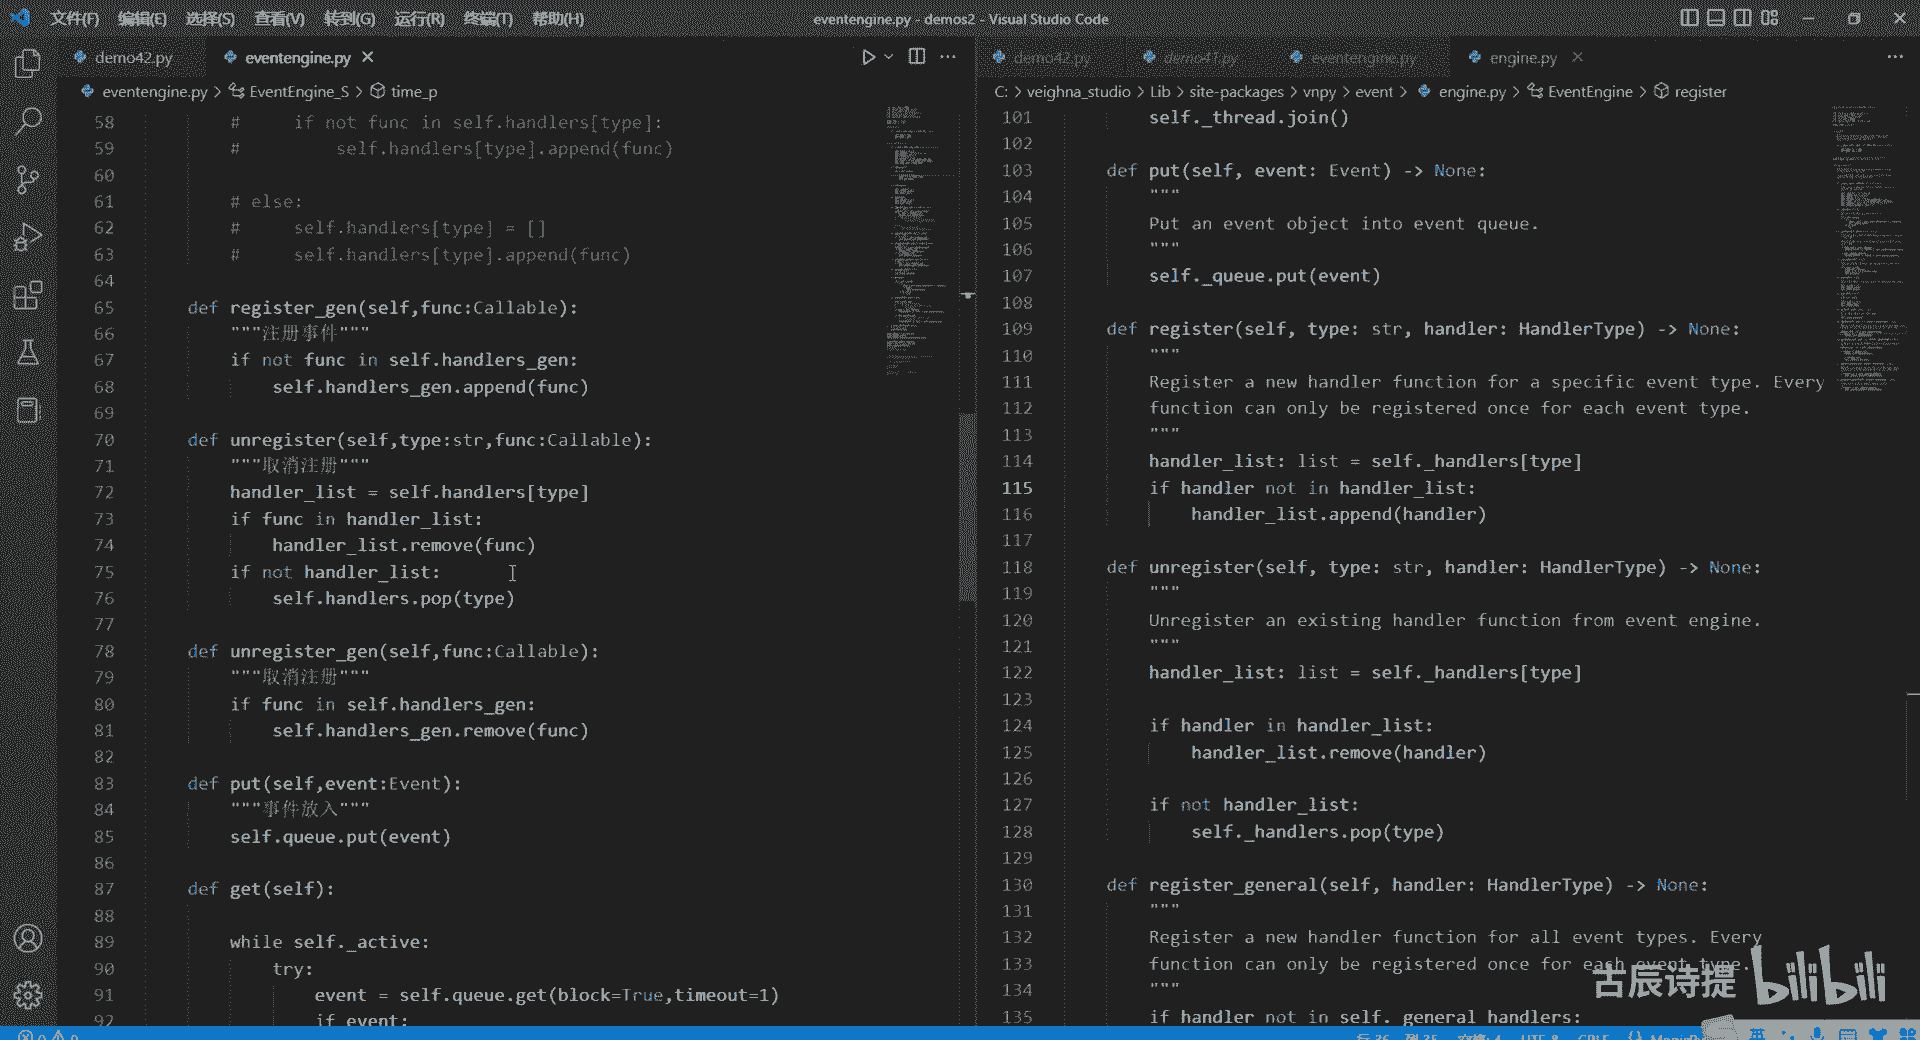 文件(F) 编辑(E) 选择(S) 查看(V) 转到(G) 运行(R) 终端(T) 帮助(H)
eventengine.py - demos2 - Visual Studio Code
demo42.py
eventengine.py
eventengine.py > EventEngine_S > time_p
58 # if not func in self.handlers[type]:
59 # self.handlers[type].append(func)
60
61 # else:
62 # self.handlers[type] = []
63 # self.handlers[type].append(func)
64
65 def register_gen(self,func:Callable):
66 """注册事件"""
67 if not func in self.handlers_gen:
68 self.handlers_gen.append(func)
69
70 def unregister(self,type:str,func:Callable):
71 """取消注册"""
72 handler_list = self.handlers[type]
73 if func in handler_list:
74 handler_list.remove(func)
75 if not handler_list:
76 self.handlers.pop(type)
77
78 def unregister_gen(self,func:Callable):
79 """取消注册"""
80 if func in self.handlers_gen:
81 self.handlers_gen.remove(func)
82
83 def put(self,event:Event):
84 """事件放入"""
85 self.queue.put(event)
86
87 def get(self):
88
89 while self._active:
90 try:
91 event = self.queue.get(block=True,timeout=1)
92 if event:
demo42.py
demo41.py
eventengine.py
engine.py
C: > veighna_studio > Lib > site-packages > vnpy > event > engine.py > EventEngine > register
101 self._thread.join()
102
103 def put(self, event: Event) -> None:
104 """
105 Put an event object into event queue.
106 """
107 self._queue.put(event)
108
109 def register(self, type: str, handler: HandlerType) -> None:
110 """
111 Register a new handler function for a specific event type. Every
112 function can only be registered once for each event type.
113 """
114 handler_list: list = self._handlers[type]
115 if handler not in handler_list:
116 handler_list.append(handler)
117
118 def unregister(self, type: str, handler: HandlerType) -> None:
119 """
120 Unregister an existing handler function from event engine.
121 """
122 handler_list: list = self._handlers[type]
123
124 if handler in handler_list:
125 handler_list.remove(handler)
126
127 if not handler_list:
128 self._handlers.pop(type)
129
130 def register_general(self, handler: HandlerType) -> None:
131 """
132 Register a new handler function for all event types. Every
133 function can only be registered once for each event type.
134 """
135 if handler not in self._general_handlers:
古辰诗提 bilibili
英